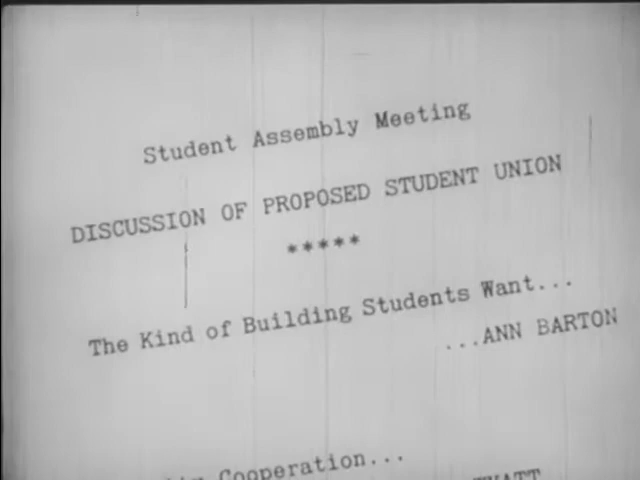 Student Assembly Meeting
DISCUSSION OF PROPOSED STUDENT UNION
*****
The Kind of Building Students Want...
...ANN BARTON
Cooperation...